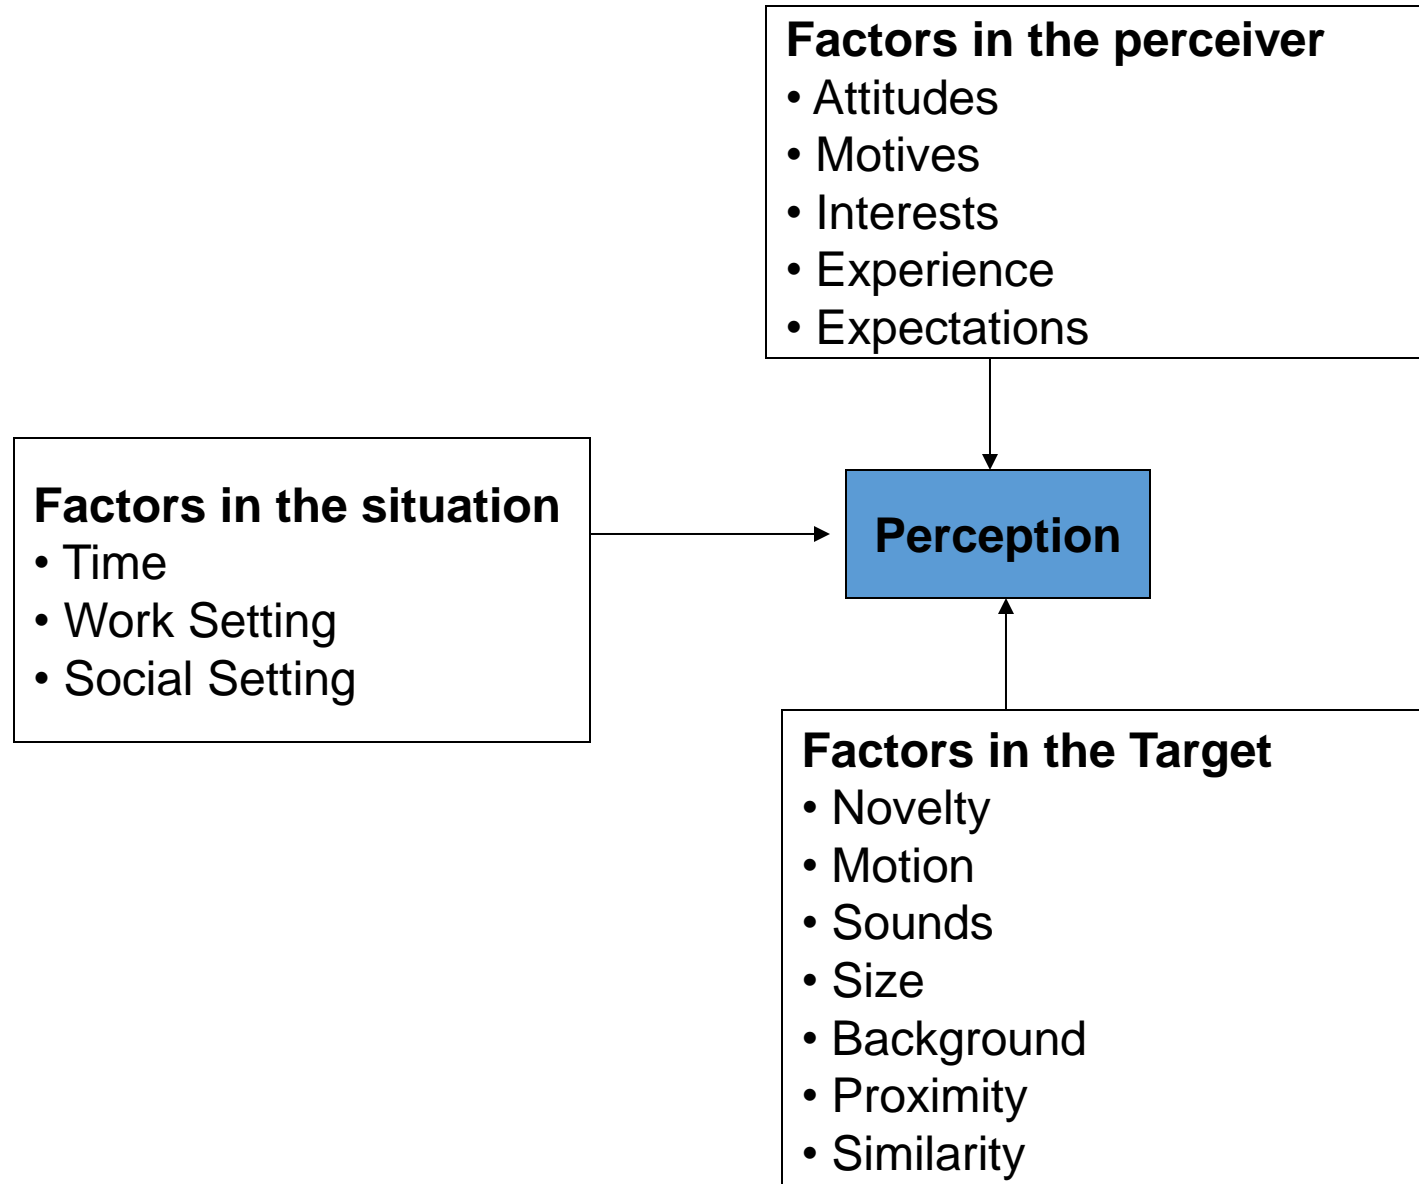 Factors in the perceiver
• Attitudes
• Motives
• Interests
• Experience
• Expectations
Factors in the situation
• Time
• Work Setting
• Social Setting
Perception
Factors in the Target
• Novelty
• Motion
• Sounds
• Size
• Background
• Proximity
• Similarity